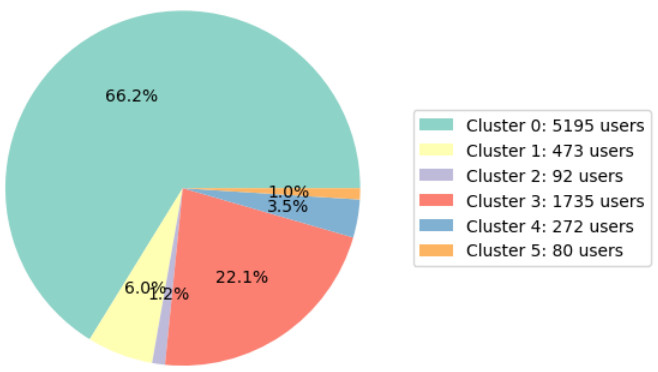 66.2%
1.0%
3.5%
22.1%
6.0%
1.2%
Cluster 0: 5195 users
Cluster 1: 473 users
Cluster 2: 92 users
Cluster 3: 1735 users
Cluster 4: 272 users
Cluster 5: 80 users